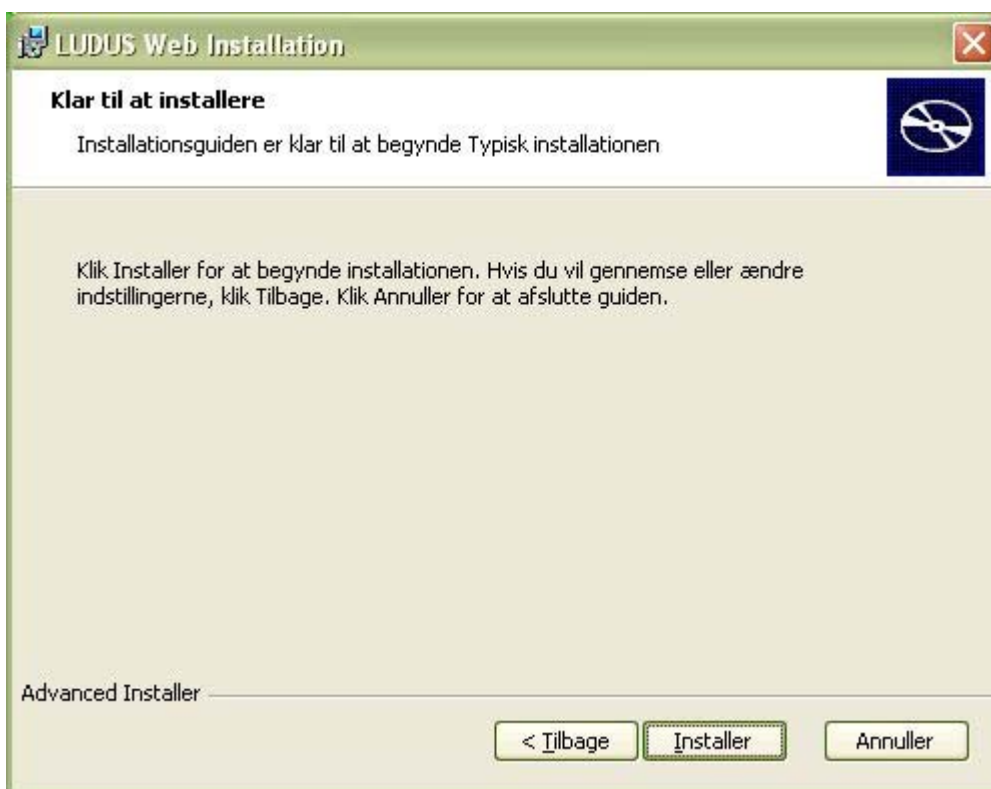 LUDUS Web Installation
Klar til at installere
Installationsguiden er klar til at begynde Typisk installationen
Klik Installer for at begynde installationen. Hvis du vil gennemse eller ændre
indstillingerne, klik Tilbage. Klik Annuller for at afslutte guiden.
Advanced Installer
< Tilbage
Installer
Annuller